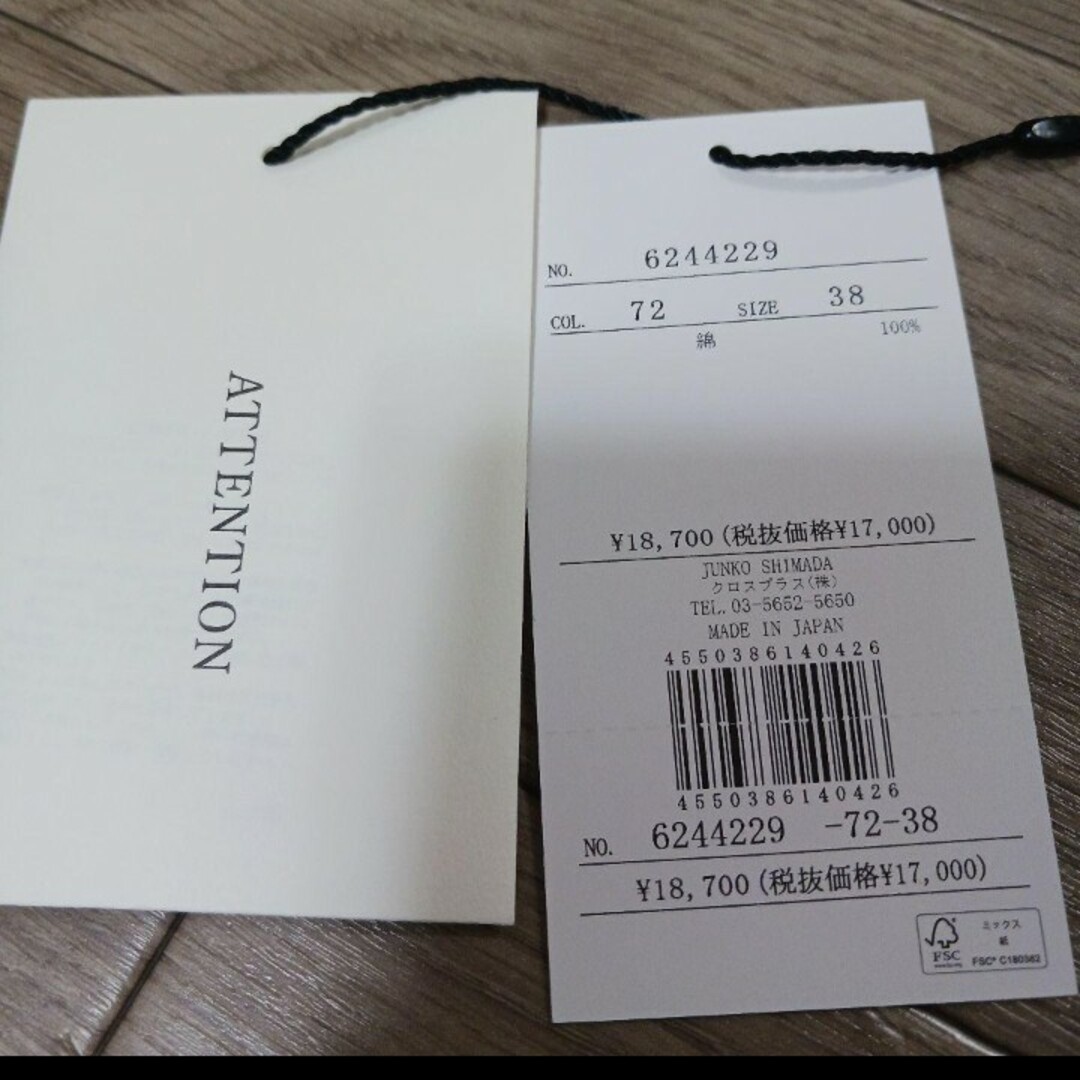 ATTENTION
NO. 6244229
COL. 72 SIZE 38
綿 100%
¥18,700(税抜価格¥17,000)
JUNKO SHIMADA
クロスプラス(株)
TEL. 03-5652-5650
MADE IN JAPAN
4550386140426
4550386140426
NO. 6244229 -72-38
¥18,700(税抜価格¥17,000)
ミックス
紙
FSC
FSC® C180362